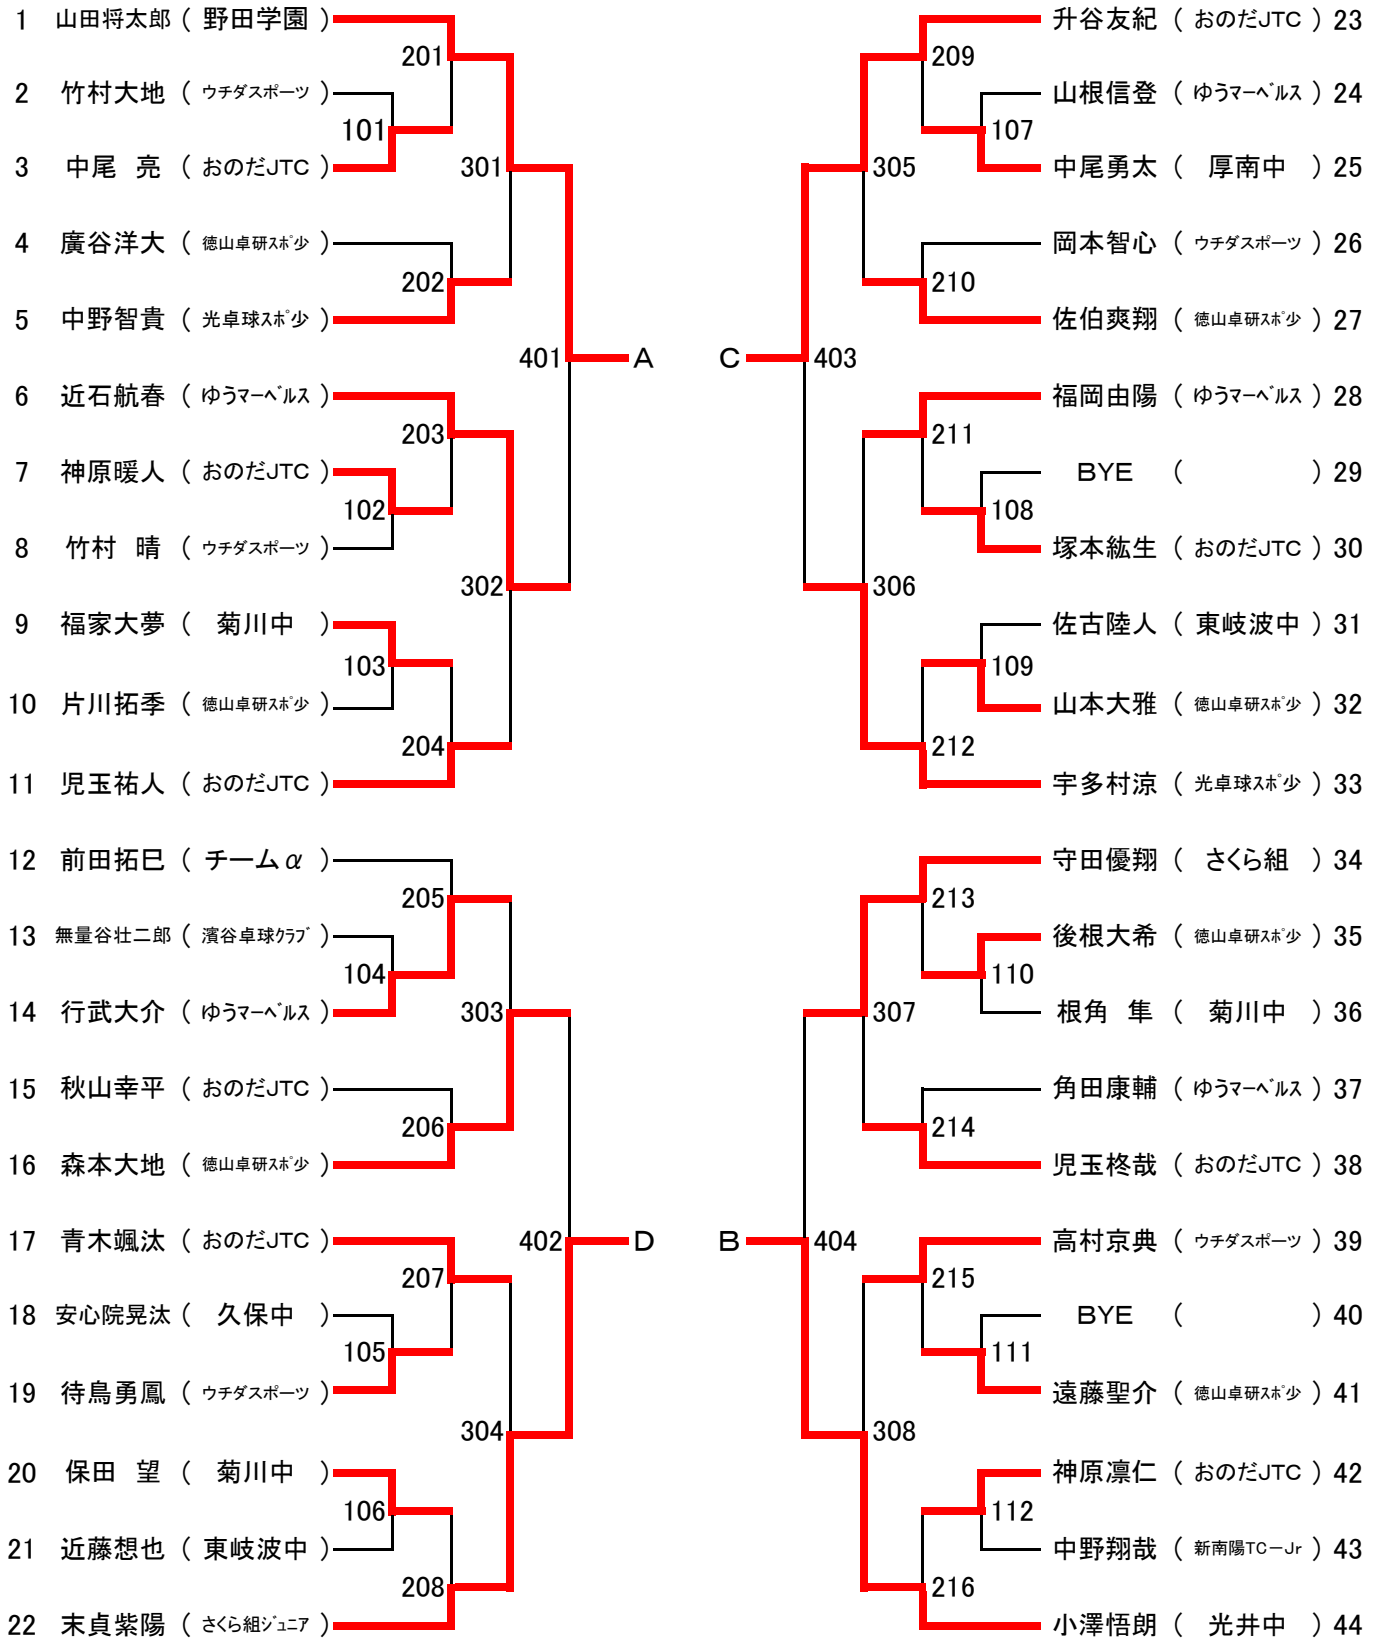 1 山田将太郎 ( 野田学園 )
201
2 竹村大地 ( ウチダスポーツ )
101
3 中尾 亮 ( おのだJTC )
301
4 廣谷洋大 ( 徳山卓研スポ少 )
202
5 中野智貴 ( 光卓球スポ少 )
401 A
6 近石航春 ( ゆうマーベルス )
203
7 神原暖人 ( おのだJTC )
102
8 竹村 晴 ( ウチダスポーツ )
302
9 福家大夢 ( 菊川中 )
103
10 片川拓季 ( 徳山卓研スポ少 )
204
11 児玉祐人 ( おのだJTC )
12 前田拓巳 ( チームα )
205
13 無量谷壮二郎 ( 濱谷卓球クラブ )
104
14 行武大介 ( ゆうマーベルス )
303
15 秋山幸平 ( おのだJTC )
206
16 森本大地 ( 徳山卓研スポ少 )
17 青木颯汰 ( おのだJTC )
402 D
207
18 安心院晃汰 ( 久保中 )
105
19 待鳥勇鳳 ( ウチダスポーツ )
304
20 保田 望 ( 菊川中 )
106
21 近藤想也 ( 東岐波中 )
208
22 末貞紫陽 ( さくら組ジュニア )
升谷友紀 ( おのだJTC ) 23
209
山根信登 ( ゆうマーベルス ) 24
107
中尾勇太 ( 厚南中 ) 25
305
岡本智心 ( ウチダスポーツ ) 26
210
佐伯爽翔 ( 徳山卓研スポ少 ) 27
C 403
福岡由陽 ( ゆうマーベルス ) 28
211
BYE ( ) 29
108
塚本紘生 ( おのだJTC ) 30
306
佐古陸人 ( 東岐波中 ) 31
109
山本大雅 ( 徳山卓研スポ少 ) 32
212
宇多村涼 ( 光卓球スポ少 ) 33
守田優翔 ( さくら組 ) 34
213
後根大希 ( 徳山卓研スポ少 ) 35
110
根角 隼 ( 菊川中 ) 36
307
角田康輔 ( ゆうマーベルス ) 37
214
児玉柊哉 ( おのだJTC ) 38
B 404
高村京典 ( ウチダスポーツ ) 39
215
BYE ( ) 40
111
遠藤聖介 ( 徳山卓研スポ少 ) 41
308
神原凛仁 ( おのだJTC ) 42
112
中野翔哉 ( 新南陽TC-Jr ) 43
216
小澤悟朗 ( 光井中 ) 44